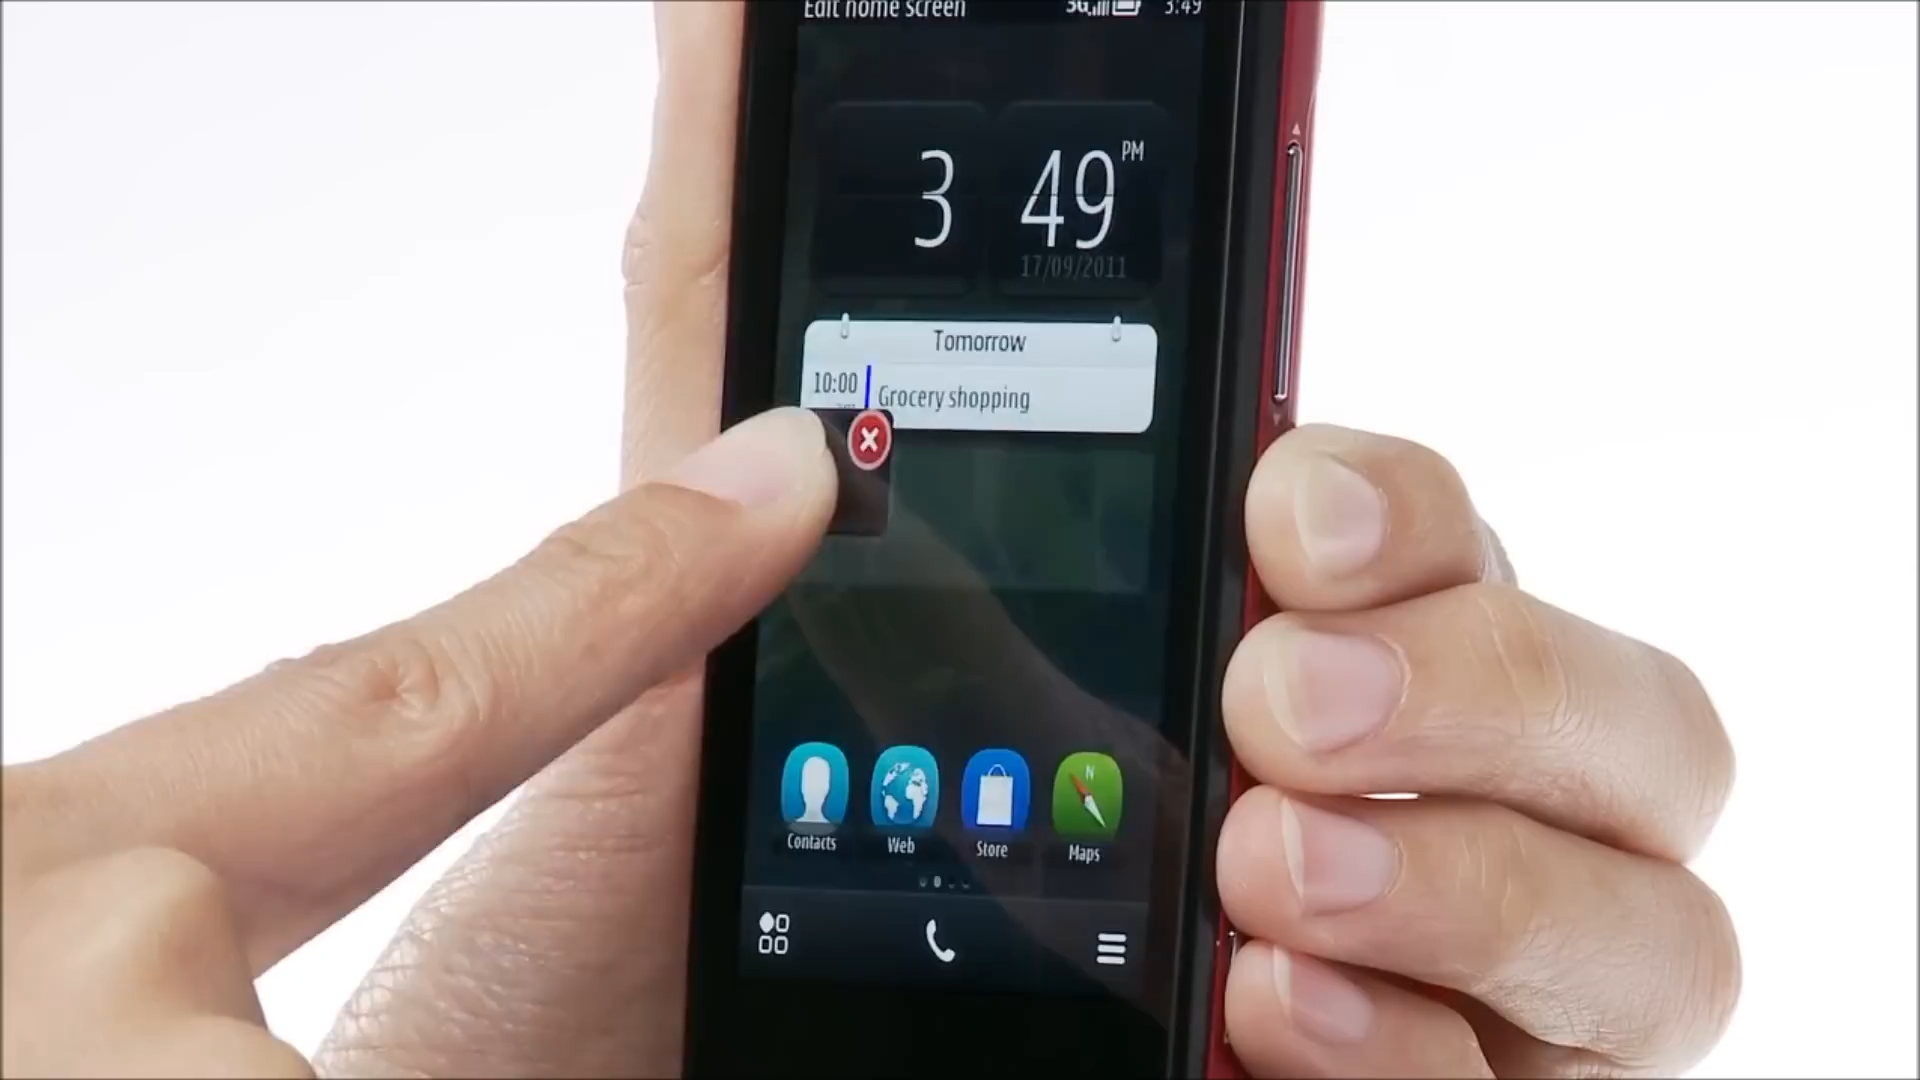 Edit home screen 3G 3:49
3 49 PM
17/09/2011
Tomorrow
10:00 Grocery shopping
N
Contacts Web Store Maps